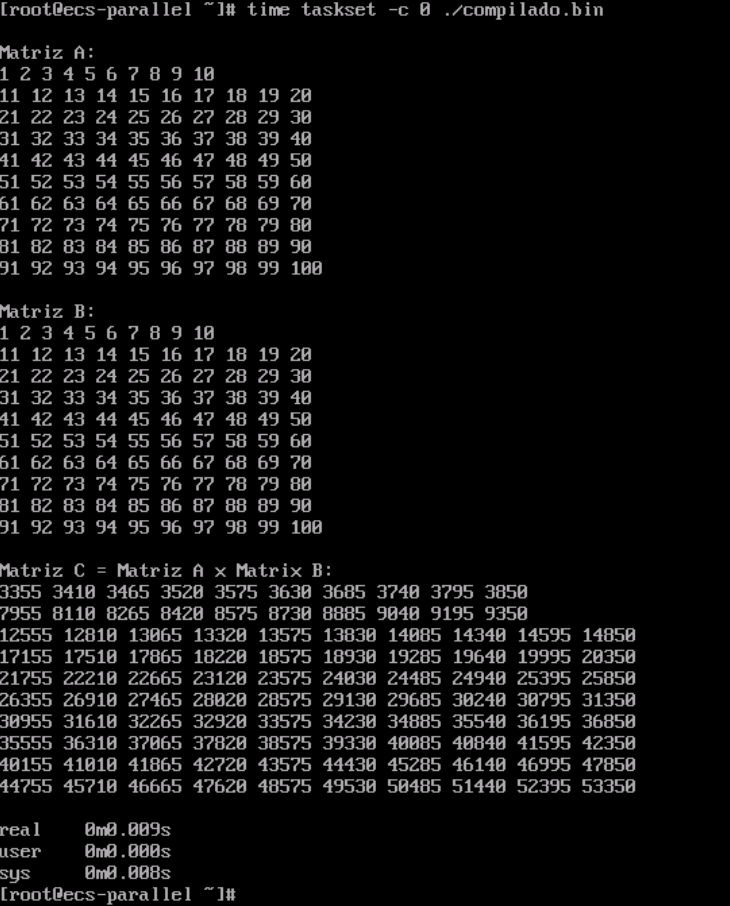 [root@ecs-parallel ~]# time taskset -c 0 ./compilado.bin
Matriz A:
1 2 3 4 5 6 7 8 9 10
11 12 13 14 15 16 17 18 19 20
21 22 23 24 25 26 27 28 29 30
31 32 33 34 35 36 37 38 39 40
41 42 43 44 45 46 47 48 49 50
51 52 53 54 55 56 57 58 59 60
61 62 63 64 65 66 67 68 69 70
71 72 73 74 75 76 77 78 79 80
81 82 83 84 85 86 87 88 89 90
91 92 93 94 95 96 97 98 99 100
Matriz B:
1 2 3 4 5 6 7 8 9 10
11 12 13 14 15 16 17 18 19 20
21 22 23 24 25 26 27 28 29 30
31 32 33 34 35 36 37 38 39 40
41 42 43 44 45 46 47 48 49 50
51 52 53 54 55 56 57 58 59 60
61 62 63 64 65 66 67 68 69 70
71 72 73 74 75 76 77 78 79 80
81 82 83 84 85 86 87 88 89 90
91 92 93 94 95 96 97 98 99 100
Matriz C = Matriz A x Matrix B:
3355 3410 3465 3520 3575 3630 3685 3740 3795 3850
7955 8110 8265 8420 8575 8730 8885 9040 9195 9350
12555 12810 13065 13320 13575 13830 14085 14340 14595 14850
17155 17510 17865 18220 18575 18930 19285 19640 19995 20350
21755 22210 22665 23120 23575 24030 24485 24940 25395 25850
26355 26910 27465 28020 28575 29130 29685 30240 30795 31350
30955 31610 32265 32920 33575 34230 34885 35540 36195 36850
35555 36310 37065 37820 38575 39330 40085 40840 41595 42350
40155 41010 41865 42720 43575 44430 45285 46140 46995 47850
44755 45710 46665 47620 48575 49530 50485 51440 52395 53350
real 0m0.009s
user 0m0.000s
sys 0m0.008s
[root@ecs-parallel ~]#